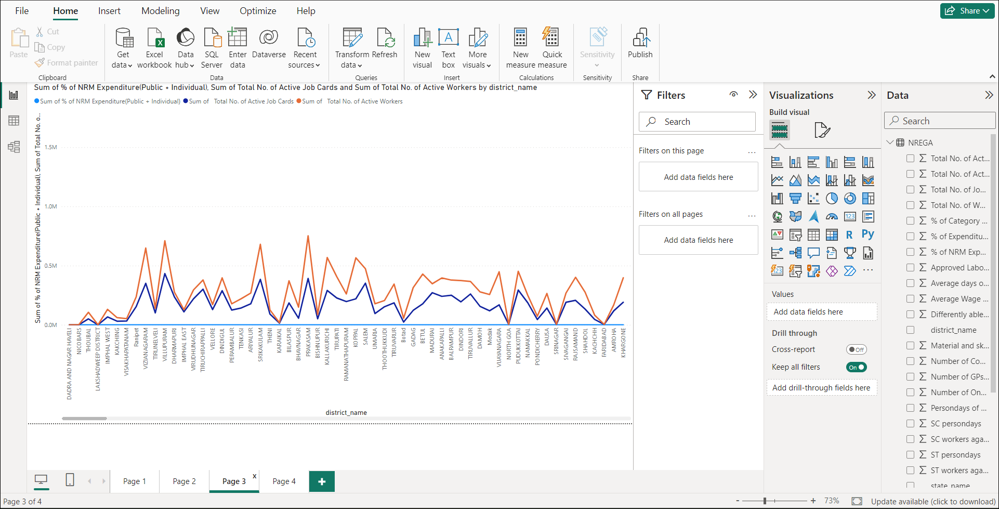 File Home Insert Modeling View Optimize Help Share
Paste
Cut
Copy
Format painter
Clipboard
Get data
Excel workbook
Data hub
SQL Server
Enter data
Dataverse
Recent sources
Data
Transform data
Refresh
Queries
New visual
Text box
More visuals
Insert
New measure
Quick measure
Calculations
Sensitivity
Sensitivity
Publish
Share
Sum of % of NRM Expenditure(Public + Individual), Sum of Total No. of Active Job Cards and Sum of Total No. of Active Workers by district_name
Sum of % of NRM Expenditure(Public + Individual) Sum of Total No. of Active Job Cards Sum of Total No. of Active Workers
Sum of % of NRM Expenditure(Public + Individual), Sum of Total No. o...
1.5M
1.0M
0.5M
0.0M
DADRA AND NAGAR HAVELI
NICOBARS
THOUBAL
LAKSHADWEEP DISTRICT
IMPHAL WEST
KAKCHING
VISAKHAPATANAM
Ranipet
VIZIANAGARAM
TIRUNELVELI
VILLUPURAM
DHARMAPURI
IMPHAL EAST
VIRUDHUNAGAR
TIRUCHIRAPPALLI
VELLORE
DINDIGUL
PERAMBALUR
TENKASI
ARIYALUR
SRIKAKULAM
THENI
KARAIKAL
BILASPUR
BHAVNAGAR
PRAKASAM
BISHNUPUR
KALLAKURICHI
TIRUPATI
RAMANATHAPURAM
KOPPAL
SALEM
UMARIA
THOOTHUKKUDI
TIRUVARUR
Botad
GADAG
BETUL
MADURAI
ANAKAPALLI
BALRAMPUR
DINDORI
TIRUVALLUR
DAMOH
Medak
VIJAYANAGARA
NORTH GOA
PUDUKKOTTAI
NAMAKKAL
PONDICHERRY
DAUSA
SRINAGAR
SIVAGANGAI
RAJSAMAND
SHAHDOL
KACHCHH
FARIDABAD
AMROHA
KHARGONE
district_name
Filters
Search
Filters on this page ...
Add data fields here
Filters on all pages ...
Add data fields here
Visualizations
Build visual
123
R
Py
123
...
Values
Add data fields here
Drill through
Cross-report Off
Keep all filters On
Add drill-through fields here
Data
Search
NREGA
Total No. of Act...
Total No. of Act...
Total No. of Jo...
Total No. of W...
% of Category ...
% of Expenditu...
% of NRM Exp...
Approved Labo...
Average days o...
Average Wage ...
Differently able...
district_name
Material and sk...
Number of Co...
Number of GPs...
Number of On...
Persondays of ...
SC persondays
SC workers aga...
ST persondays
ST workers aga...
state_name
Page 1 Page 2 Page 3 x Page 4 +
Page 3 of 4
- + 73% Update available (click to download)